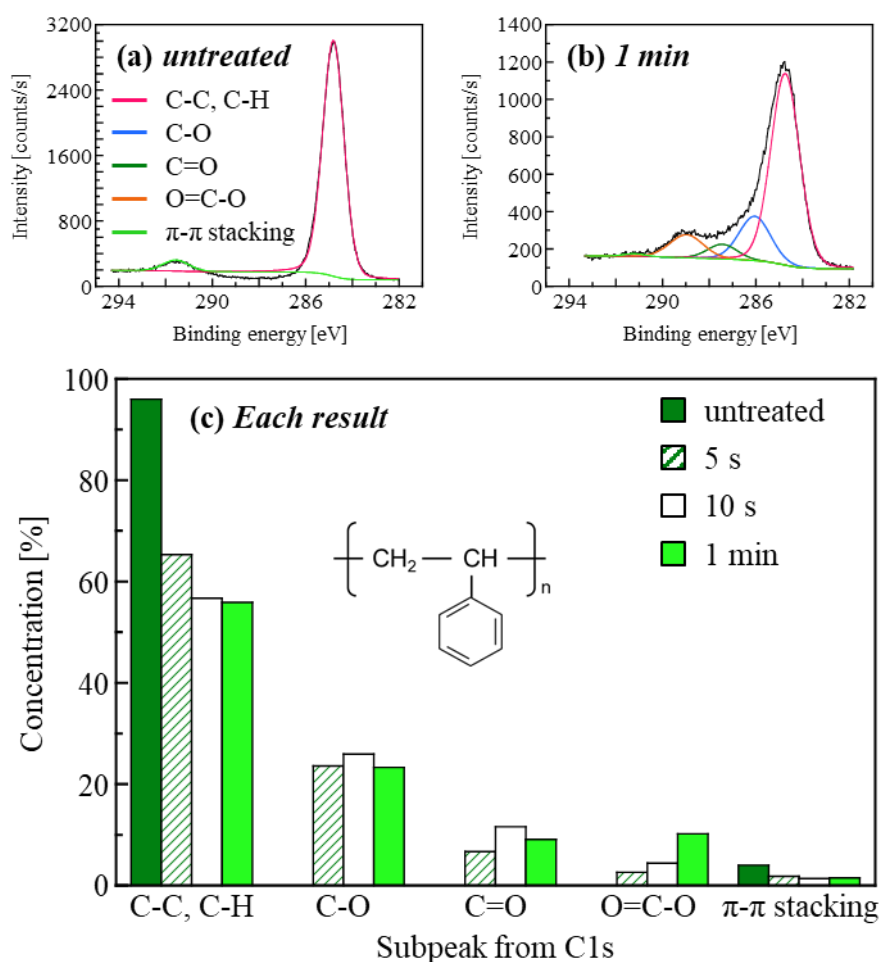 (a) untreated
Intensity [counts/s]
3200
2400
1600
800
0
C-C, C-H
C-O
C=O
O=C-O
π-π stacking
294 290 286 282
Binding energy [eV]
(b) 1 min
Intensity [counts/s]
1400
1200
1000
800
600
400
200
0
294 290 286 282
Binding energy [eV]
(c) Each result
Concentration [%]
100
80
60
40
20
0
untreated
5 s
10 s
1 min
CH2 CH
n
C-C, C-H C-O C=O O=C-O π-π stacking
Subpeak from C1s